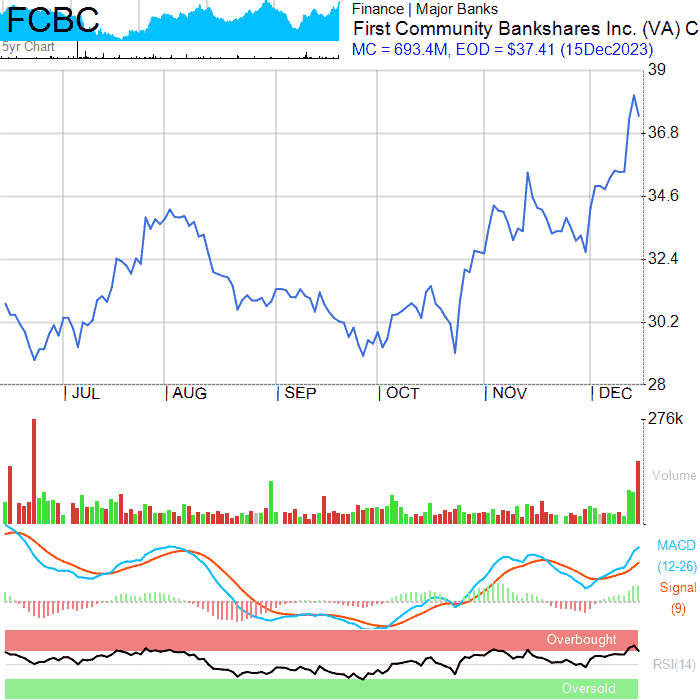 FCBC
5yr Chart
Finance | Major Banks
First Community Bankshares Inc. (VA) C
MC = 693.4M, EOD = $37.41 (15Dec2023)
39
36.8
34.6
32.4
30.2
28
JUL AUG SEP OCT NOV DEC
276k
Volume
MACD
(12-26)
Signal
(9)
Overbought
RSI(14)
Oversold